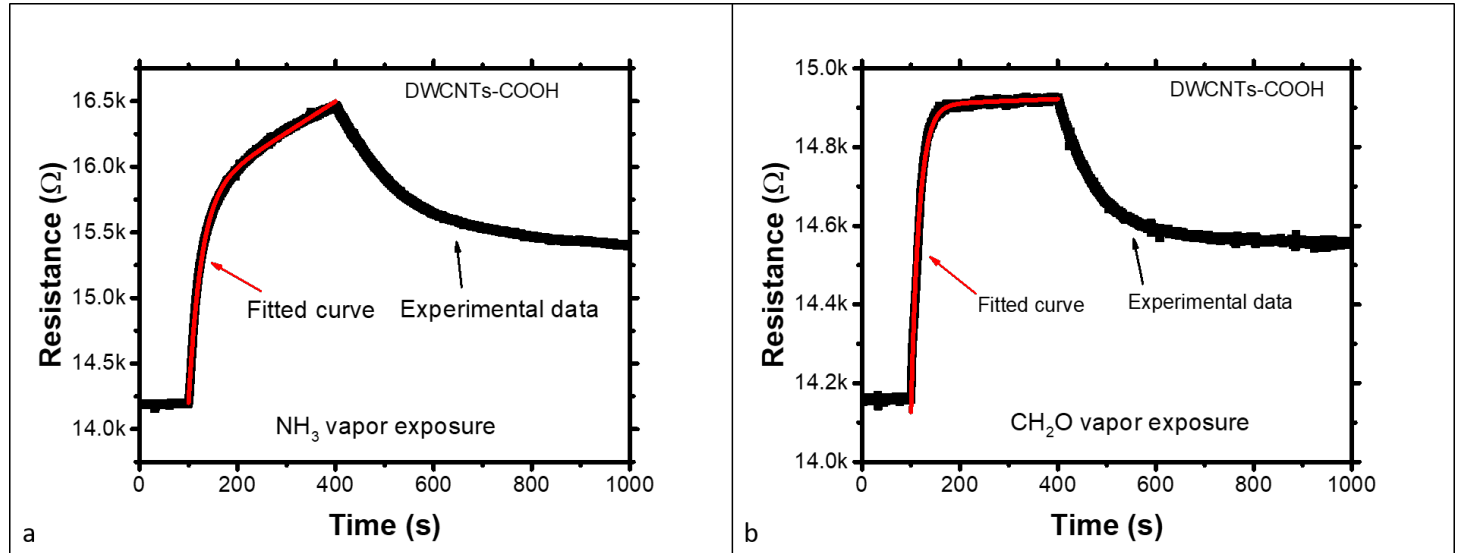 DWCNTs-COOH
16.5k
16.0k
15.5k
15.0k
14.5k
14.0k
Resistance (Ω)
Fitted curve
Experimental data
NH₃ vapor exposure
0 200 400 600 800 1000
Time (s)
a
DWCNTs-COOH
15.0k
14.8k
14.6k
14.4k
14.2k
14.0k
Resistance (Ω)
Fitted curve
Experimental data
CH₂O vapor exposure
0 200 400 600 800 1000
Time (s)
b